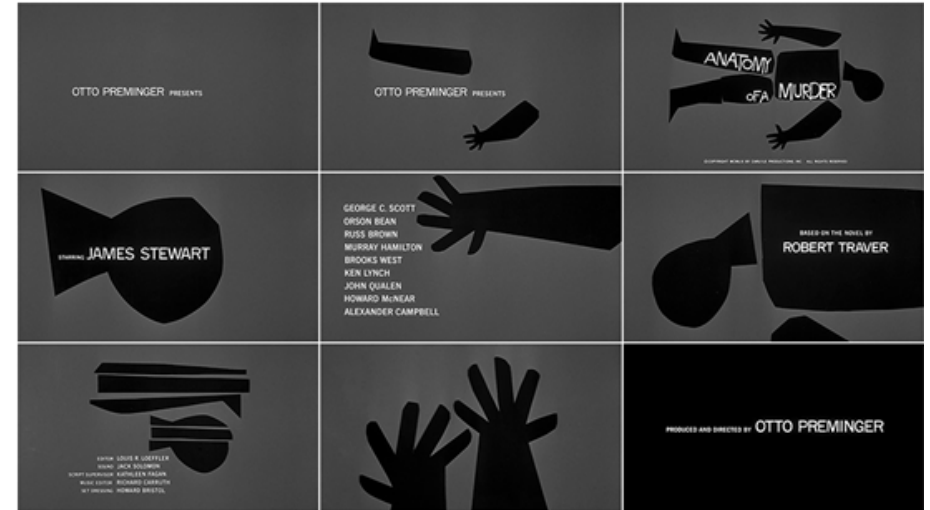 OTTO PREMINGER PRESENTS
OTTO PREMINGER PRESENTS
ANATOMY
OF A MURDER
STARRING JAMES STEWART
GEORGE C. SCOTT
ORSON BEAN
RUSS BROWN
MURRAY HAMILTON
BROOKS WEST
KEN LYNCH
JOHN QUALEN
HOWARD McNEAR
ALEXANDER CAMPBELL
BASED ON THE NOVEL BY
ROBERT TRAVER
EDITOR LOUIS R. LOEFFLER
SOUND JACK SOLOMON
SCRIPT SUPERVISOR KATHLEEN FAGAN
MUSIC EDITOR RICHARD CARRUTH
SET DRESSING HOWARD BRISTOL
PRODUCED AND DIRECTED BY OTTO PREMINGER